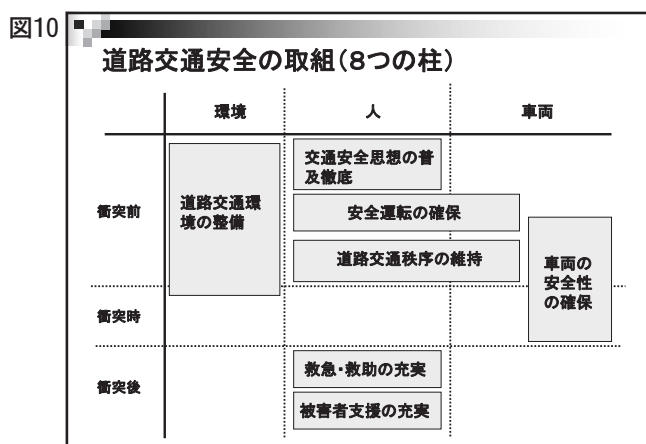 図10
道路交通安全の取組(8つの柱)
環境 人 車両
衝突前
道路交通環
境の整備
交通安全思想の普
及徹底
安全運転の確保
道路交通秩序の維持
車両の
安全性
の確保
衝突時
衝突後
救急・救助の充実
被害者支援の充実